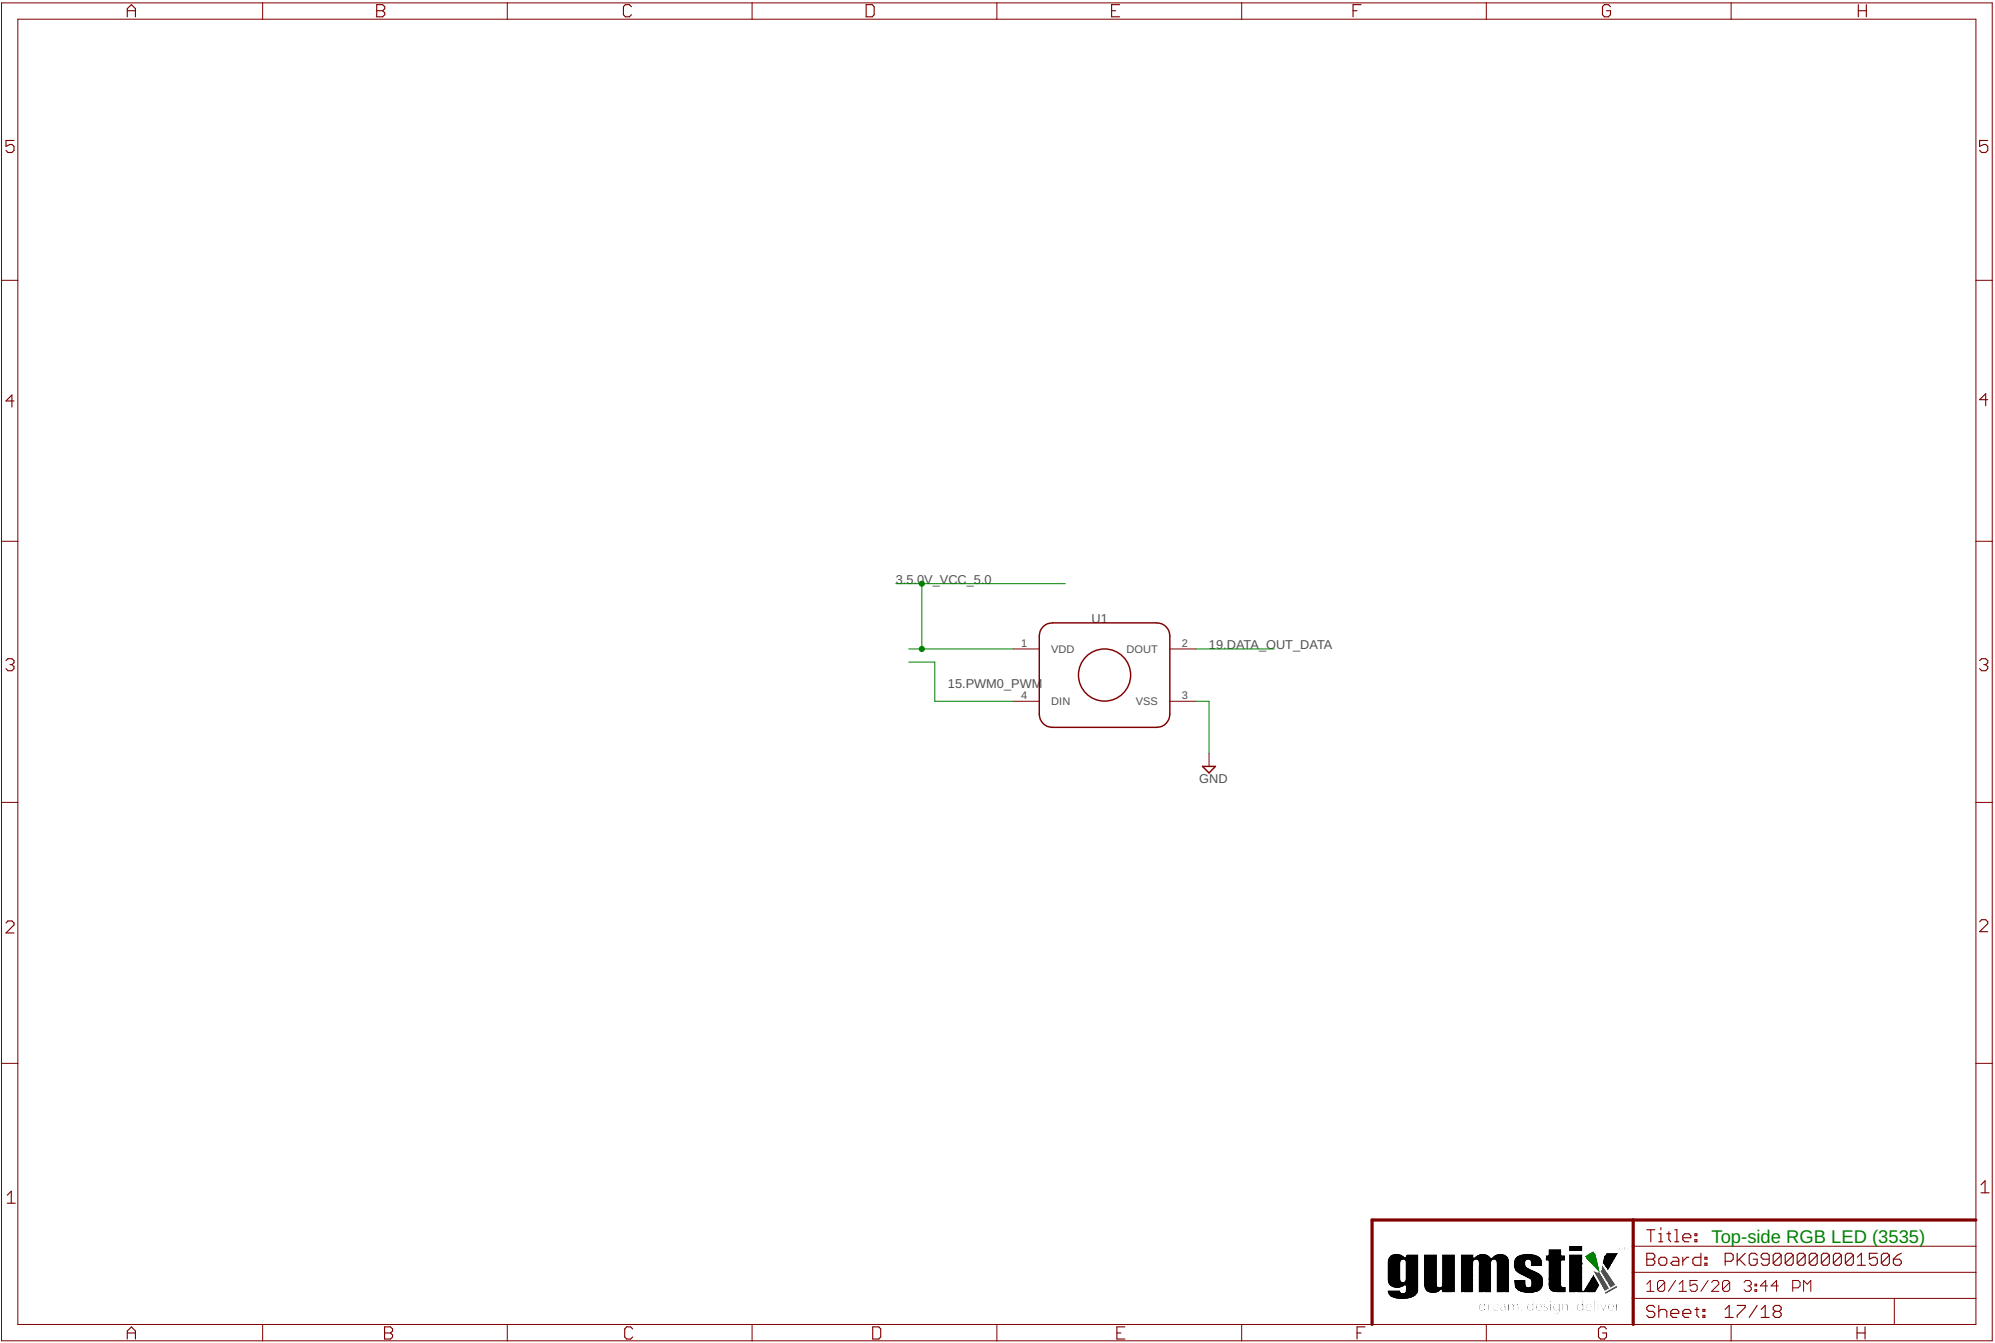 A B C D E F G H
5 5
4 4
3.5.0V_VCC_5.0
U1
1 VDD DOUT 2 19.DATA_OUT_DATA
3 3
15.PWM0_PWM
4 DIN VSS 3
GND
2 2
1 1
Title: Top-side RGB LED (3535)
Board: PKG900000001506
gumstix
10/15/20 3:44 PM
dream. design. deliver
Sheet: 17/18
A B C D E F G H